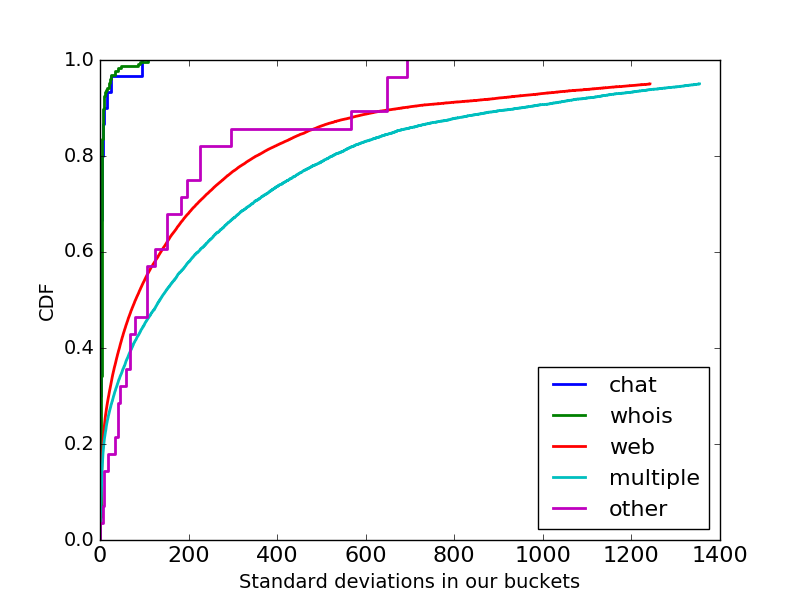 1.0
0.8
0.6
0.4
0.2
0.0
CDF
0 200 400 600 800 1000 1200 1400
Standard deviations in our buckets
chat
whois
web
multiple
other